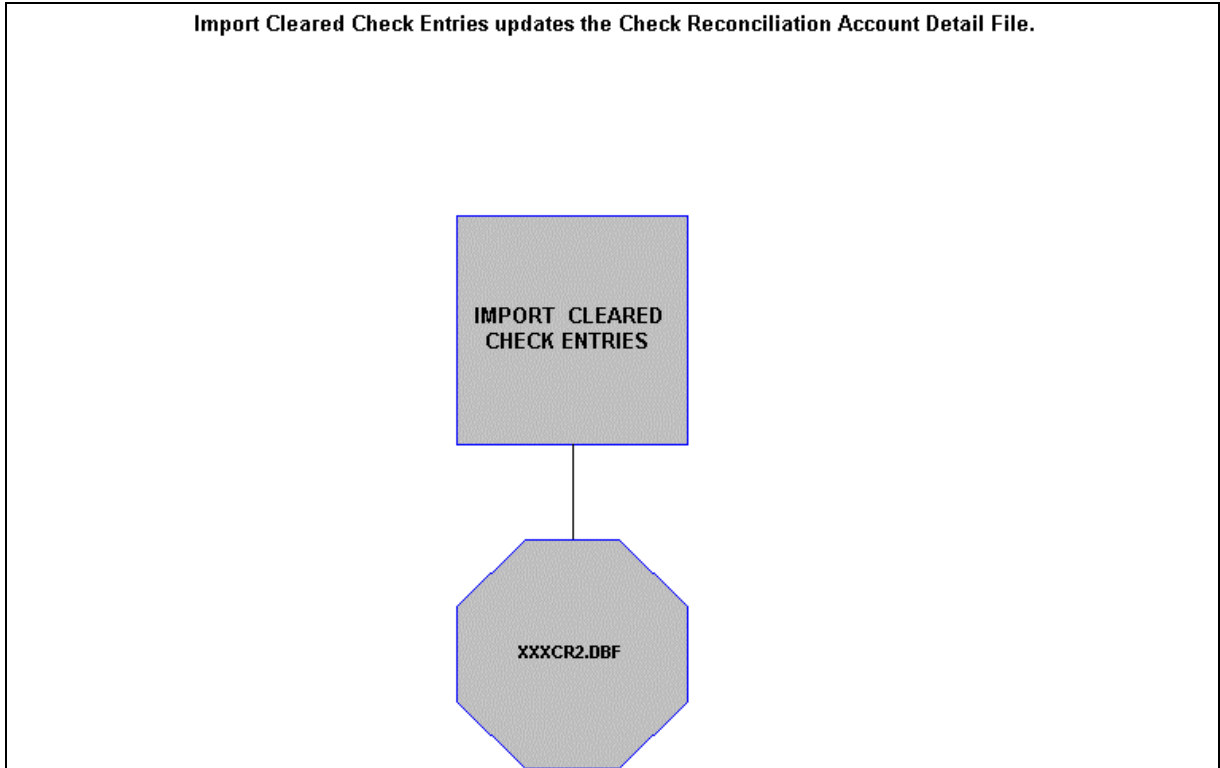 Import Cleared Check Entries updates the Check Reconciliation Account Detail File.
IMPORT CLEARED
CHECK ENTRIES
XXXCR2.DBF